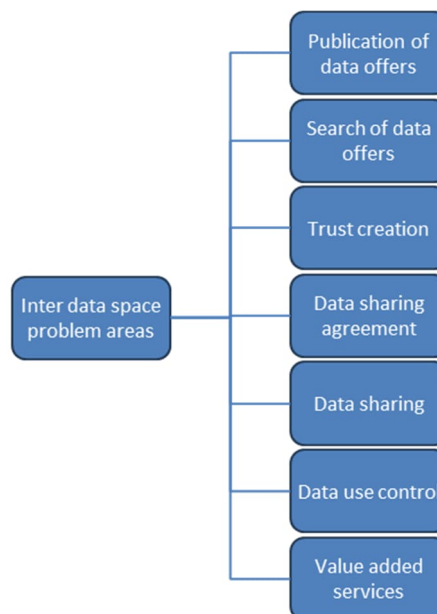 Publication of
data offers
Search of data
offers
Trust creation
Inter data space
problem areas
Data sharing
agreement
Data sharing
Data use contro
Value added
services